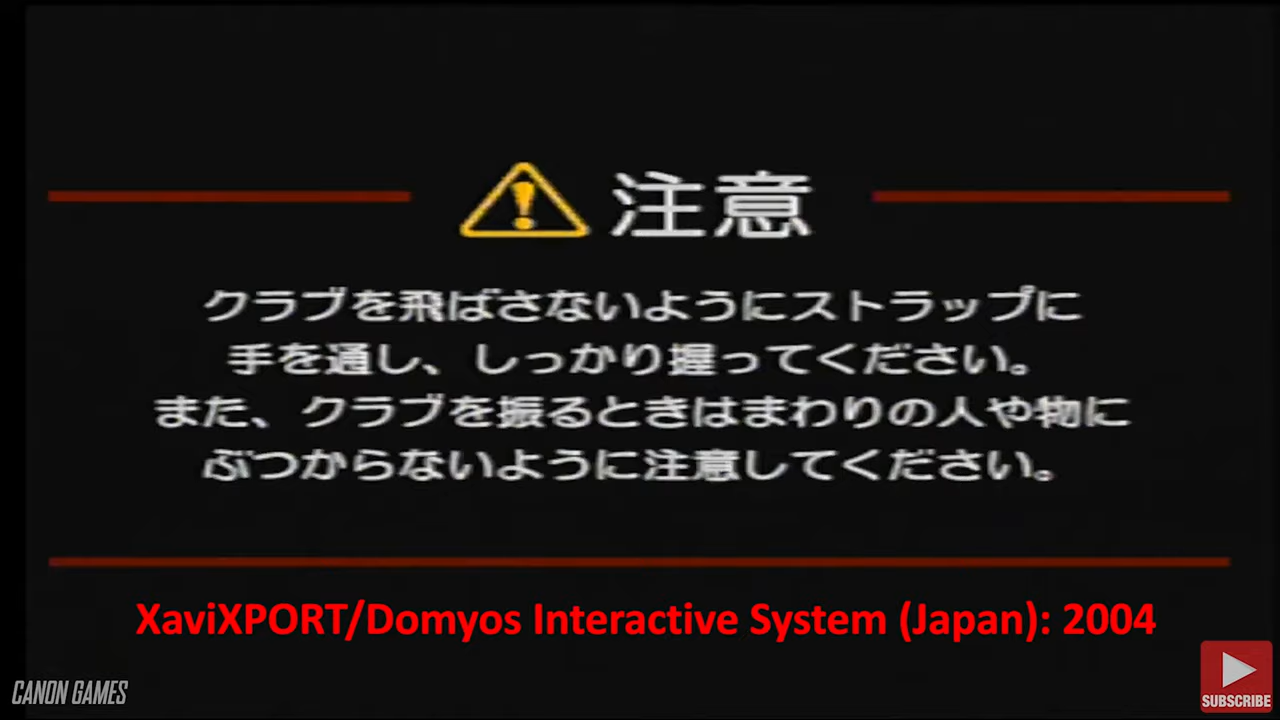 注意
クラブを飛ばさないようにストラップに
手を通し、しっかり握ってください。
また、クラブを振るときはまわりの人や物に
ぶつからないように注意してください。
XaviXPORT/Domyos Interactive System (Japan): 2004
CANON GAMES
SUBSCRIBE